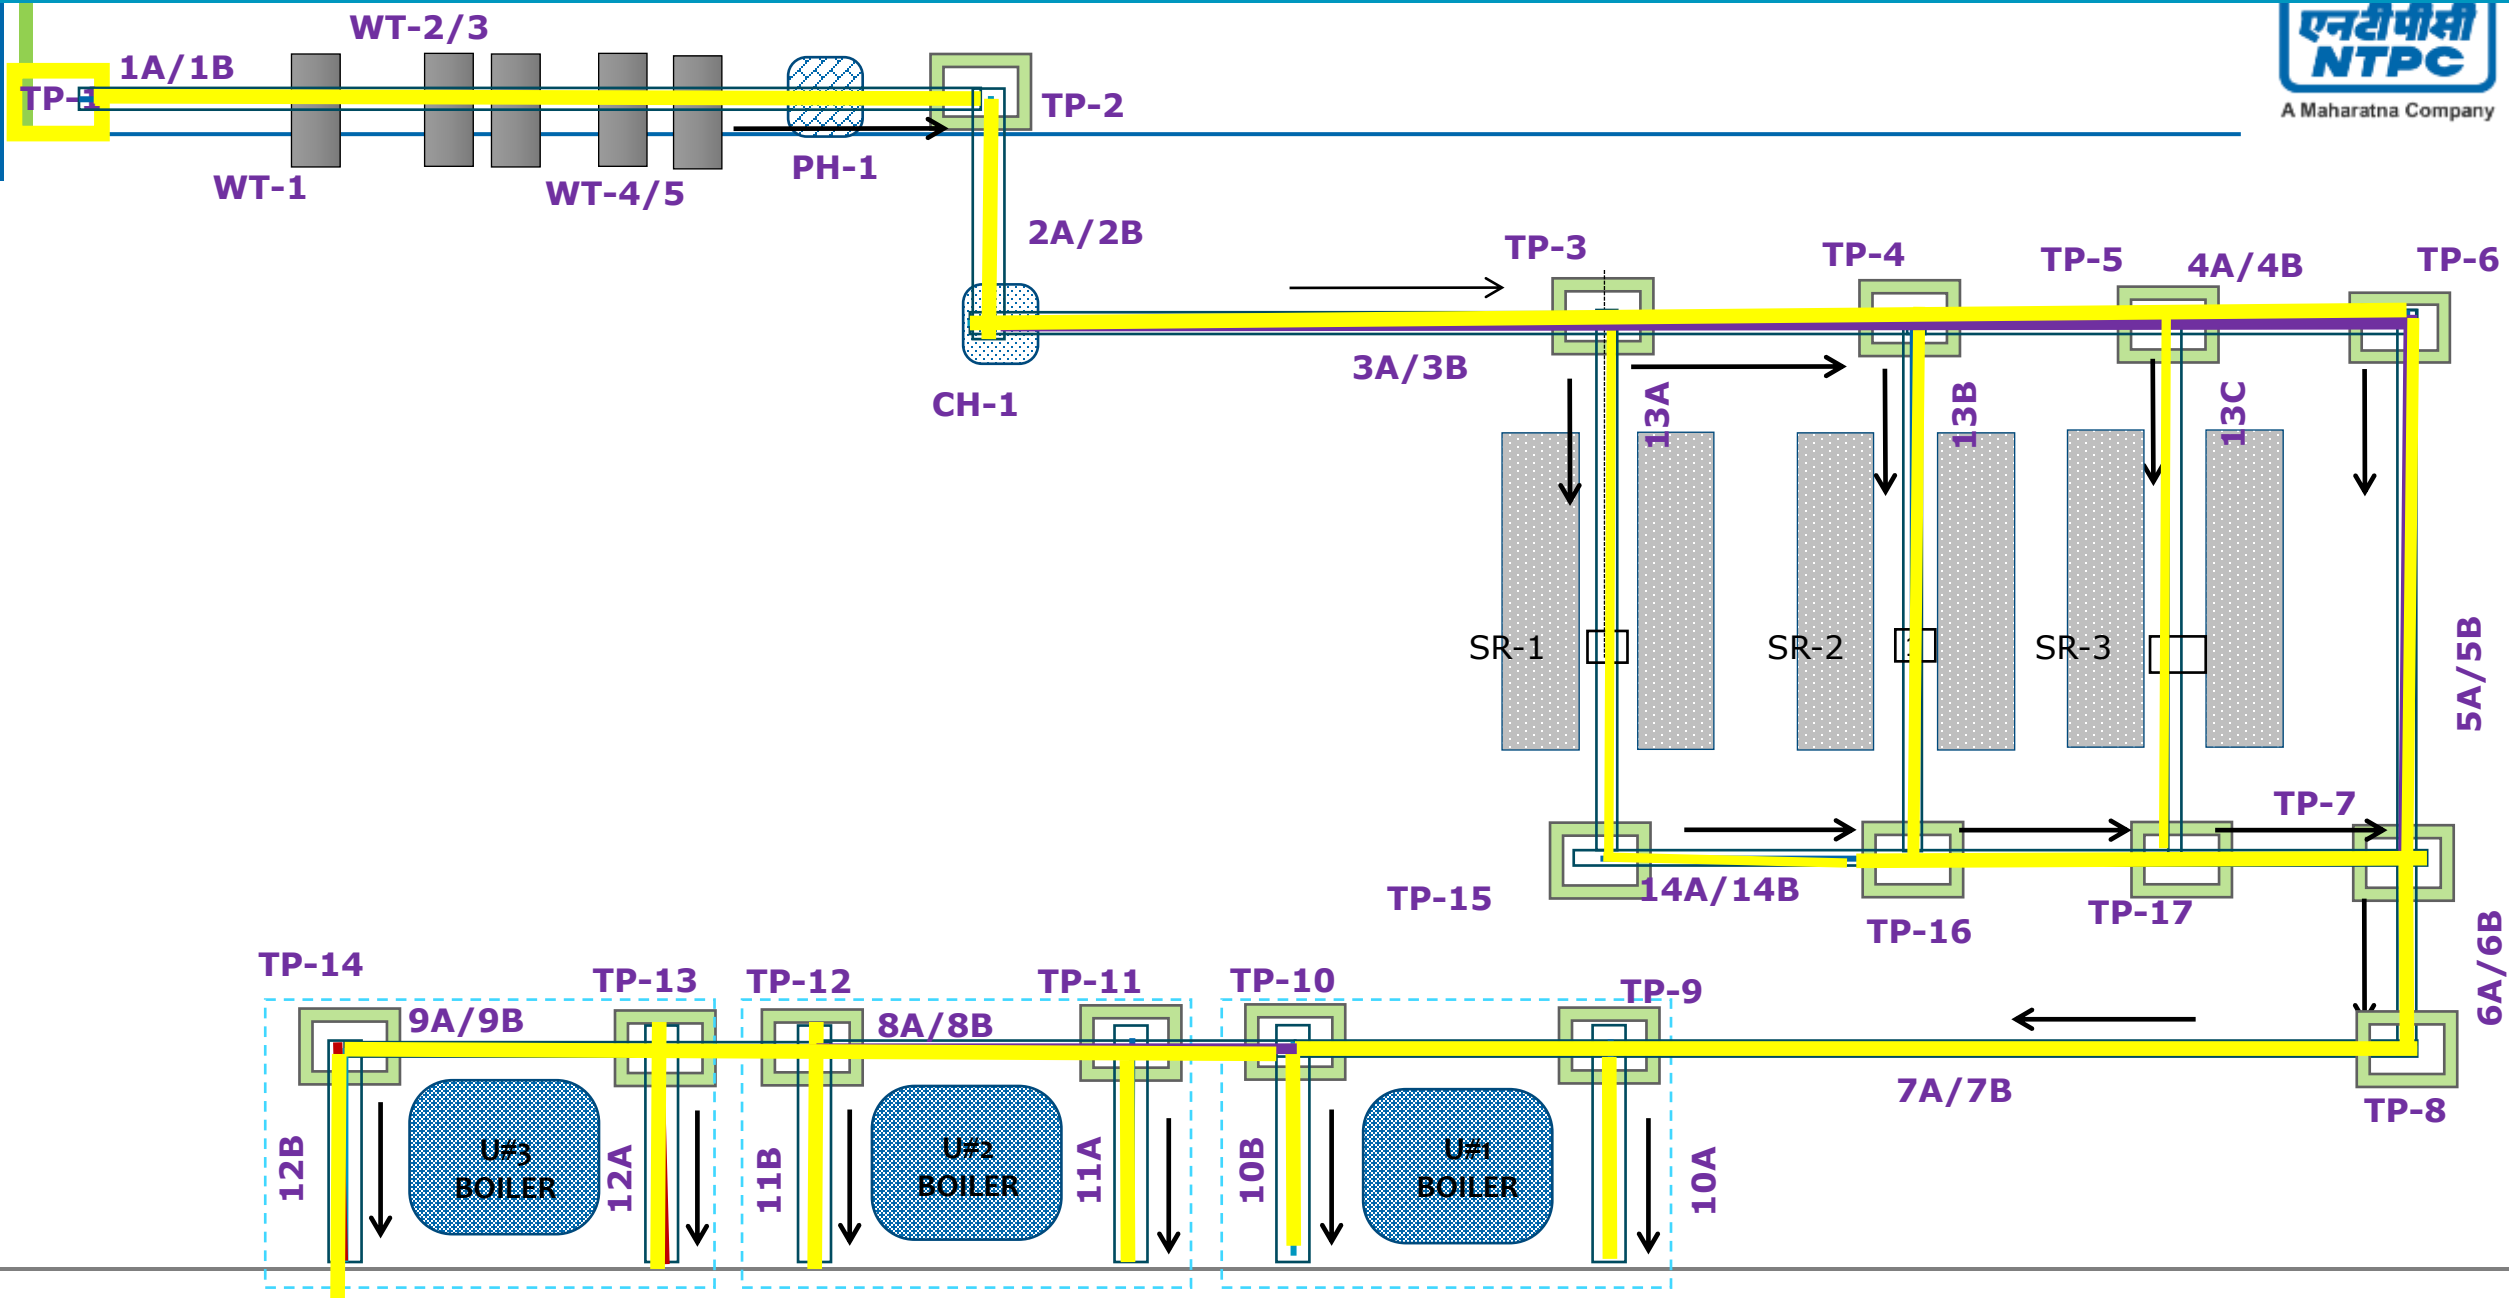 एनटीपीसी
NTPC
A Maharatna Company
WT-2/3
1A/1B
TP-1
TP-2
WT-1
WT-4/5
PH-1
2A/2B
TP-3
TP-4
TP-5
4A/4B
TP-6
3A/3B
CH-1
13A
13B
13C
SR-1
SR-2
SR-3
5A/5B
TP-7
TP-15
14A/14B
TP-16
TP-17
6A/6B
TP-14
TP-13
TP-12
TP-11
TP-10
TP-9
9A/9B
8A/8B
7A/7B
TP-8
12B
U#3
BOILER
12A
11B
U#2
BOILER
11A
10B
U#1
BOILER
10A